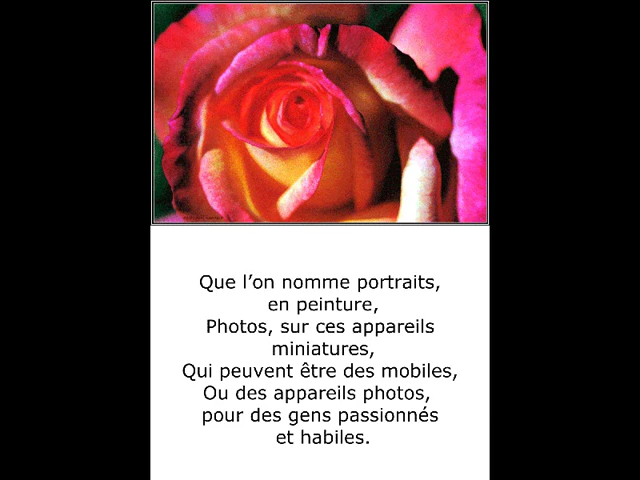 Que l’on nomme portraits,
en peinture,
Photos, sur ces appareils
miniatures,
Qui peuvent être des mobiles,
Ou des appareils photos,
pour des gens passionnés
et habiles.